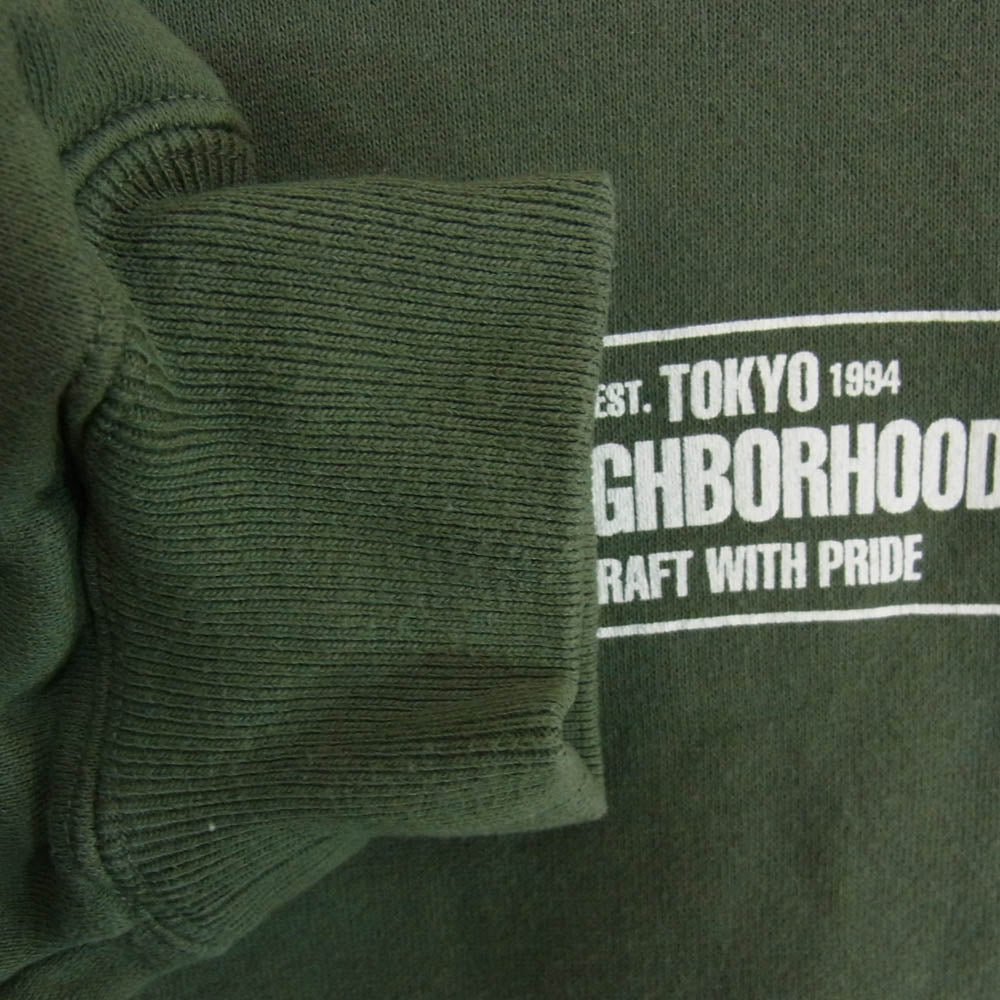 EST. TOKYO 1994
GHBORHOOD
RAFT WITH PRIDE